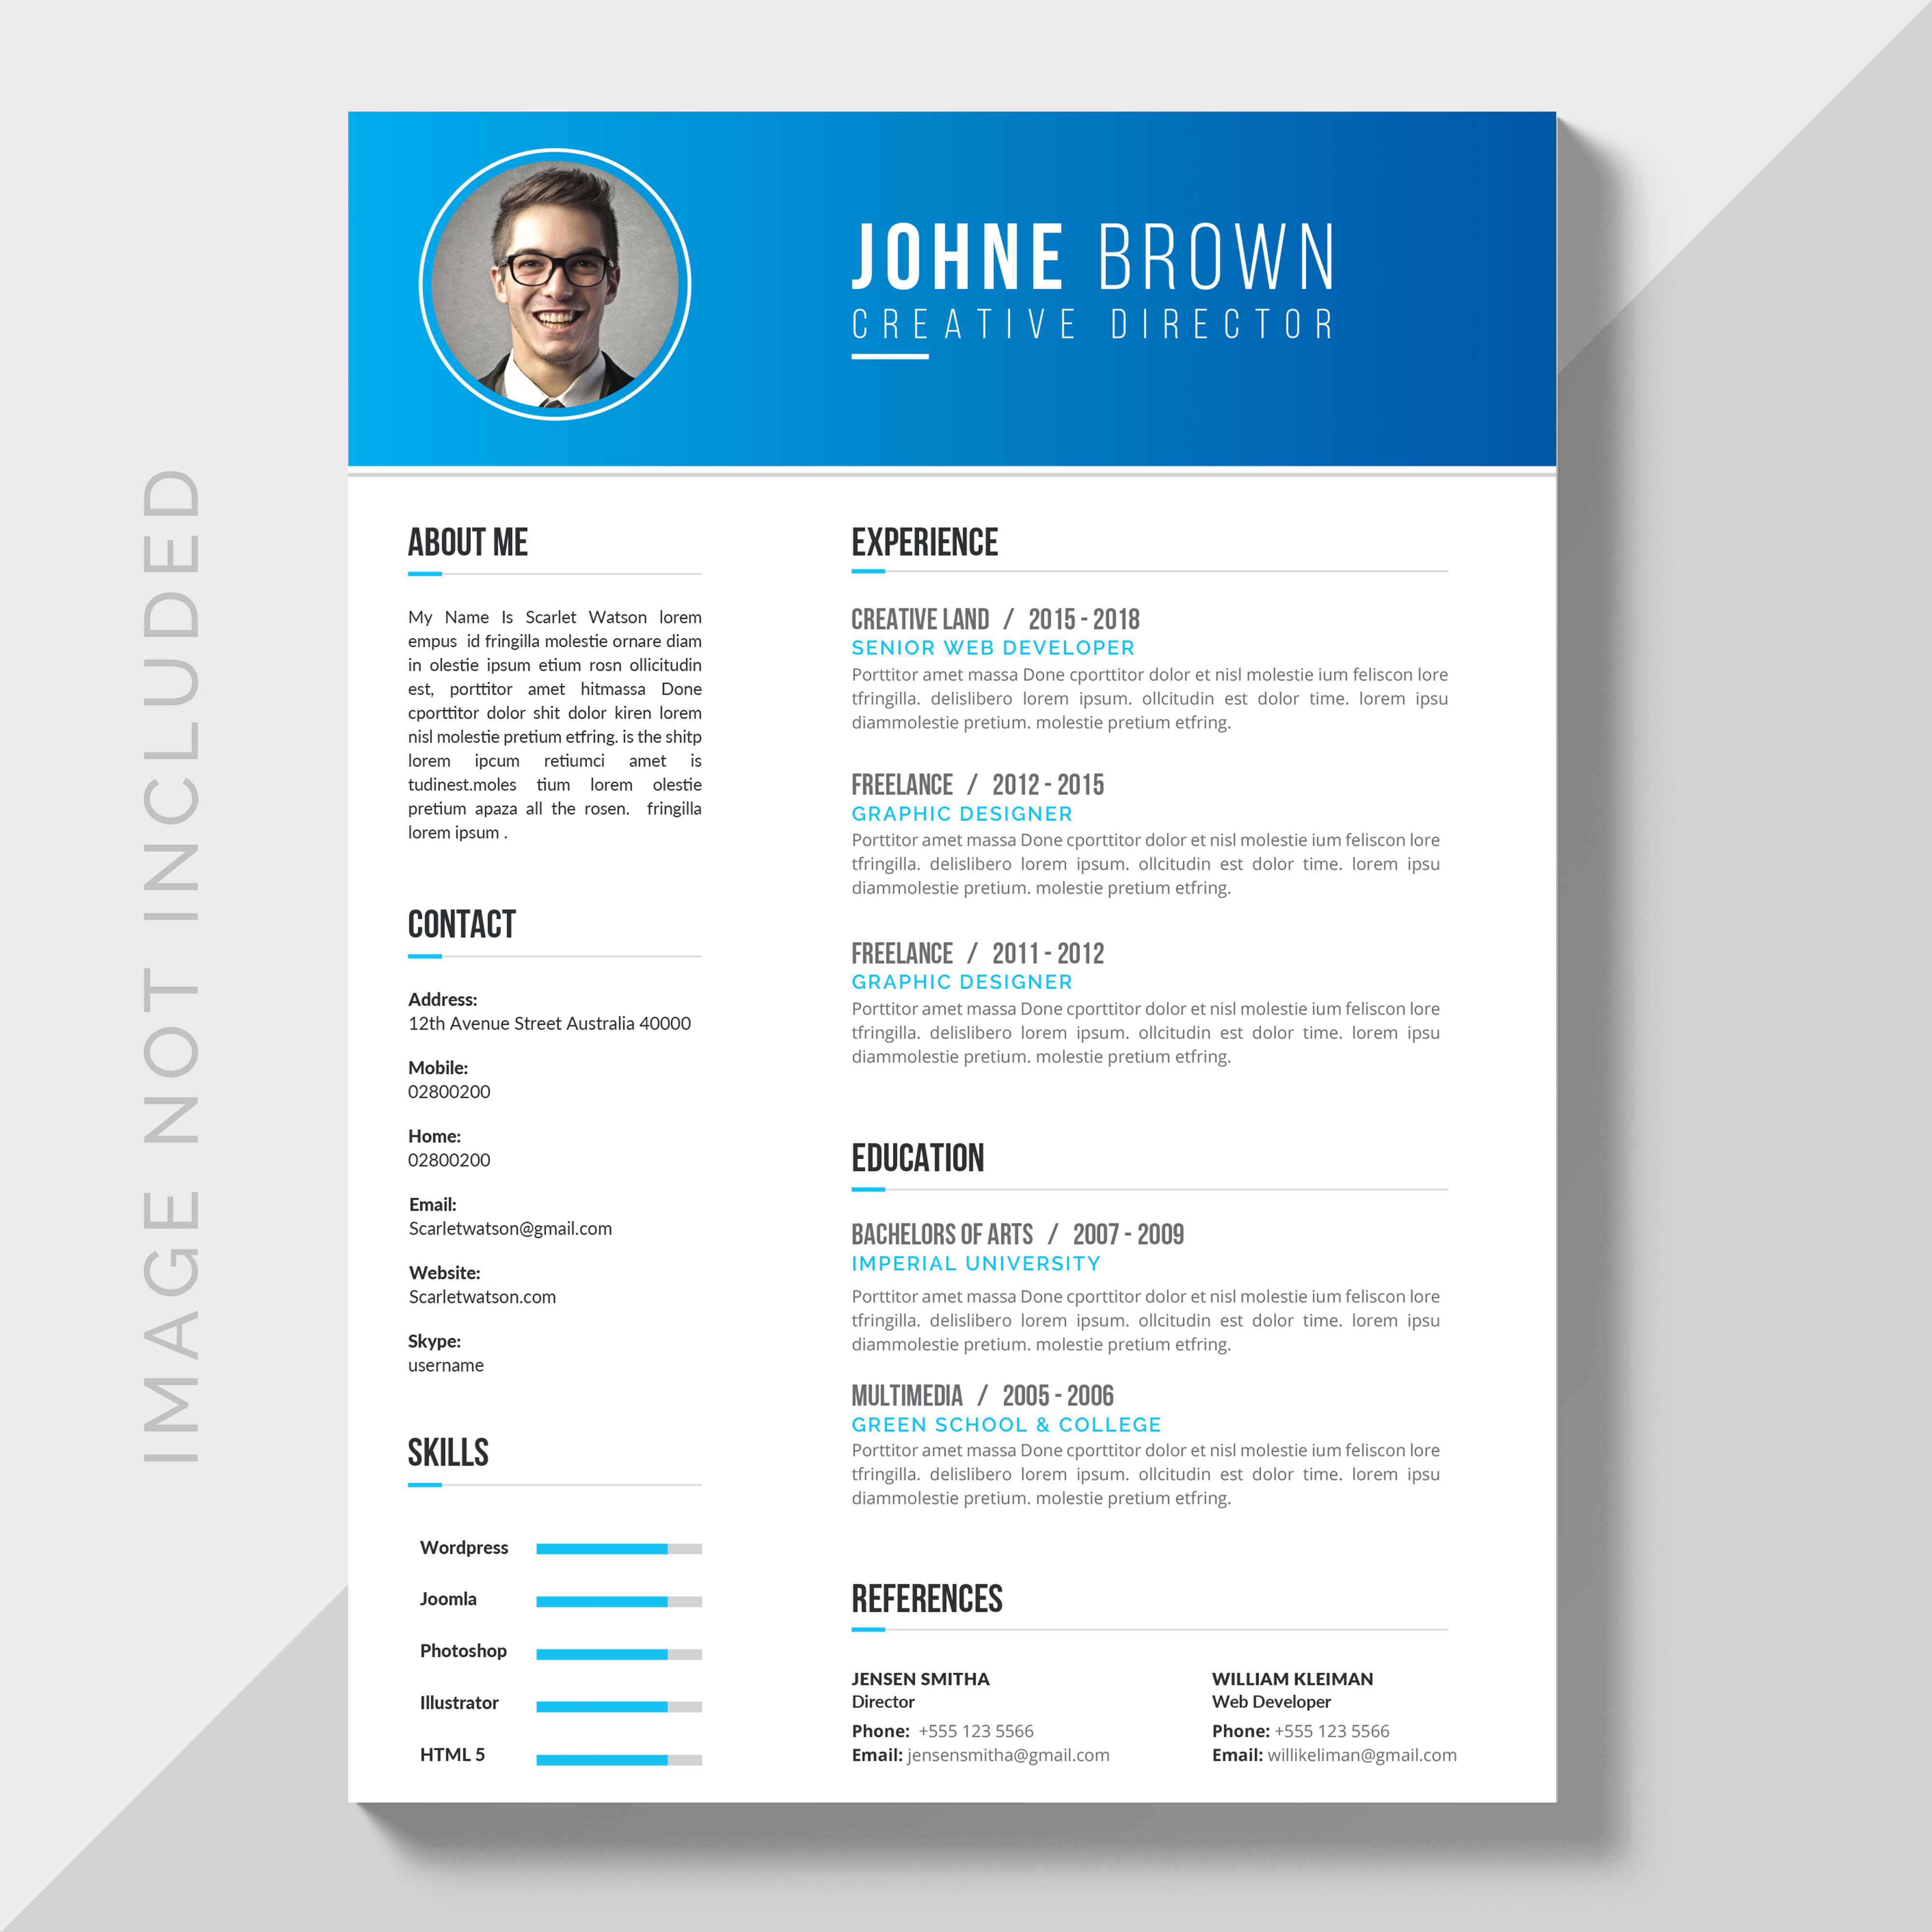 IMAGE NOT INCLUDED
JOHNE BROWN
CREATIVE DIRECTOR
ABOUT ME
My Name Is Scarlet Watson lorem
empus id fringilla molestie ornare diam
in olestie ipsum etium rosn ollicitudin
est, porttitor amet hitmassa Done
cporttitor dolor shit dolor kiren lorem
nisl molestie pretium etfring. is the shitp
lorem ipcum retiumci amet is
tudinest.moles tium lorem olestie
pretium apaza all the rosen. fringilla
lorem ipsum .
CONTACT
Address:
12th Avenue Street Australia 40000
Mobile:
02800200
Home:
02800200
Email:
Scarletwatson@gmail.com
Website:
Scarletwatson.com
Skype:
username
SKILLS
Wordpress
Joomla
Photoshop
Illustrator
HTML 5
EXPERIENCE
CREATIVE LAND / 2015 - 2018
SENIOR WEB DEVELOPER
Porttitor amet massa Done cporttitor dolor et nisl molestie ium feliscon lore
tfringilla. delislibero lorem ipsum. ollcitudin est dolor time. lorem ipsu
diammolestie pretium. molestie pretium etfring.
FREELANCE / 2012 - 2015
GRAPHIC DESIGNER
Porttitor amet massa Done cporttitor dolor et nisl molestie ium feliscon lore
tfringilla. delislibero lorem ipsum. ollcitudin est dolor time. lorem ipsu
diammolestie pretium. molestie pretium etfring.
FREELANCE / 2011 - 2012
GRAPHIC DESIGNER
Porttitor amet massa Done cporttitor dolor et nisl molestie ium feliscon lore
tfringilla. delislibero lorem ipsum. ollcitudin est dolor time. lorem ipsu
diammolestie pretium. molestie pretium etfring.
EDUCATION
BACHELORS OF ARTS / 2007 - 2009
IMPERIAL UNIVERSITY
Porttitor amet massa Done cporttitor dolor et nisl molestie ium feliscon lore
tfringilla. delislibero lorem ipsum. ollcitudin est dolor time. lorem ipsu
diammolestie pretium. molestie pretium etfring.
MULTIMEDIA / 2005 - 2006
GREEN SCHOOL & COLLEGE
Porttitor amet massa Done cporttitor dolor et nisl molestie ium feliscon lore
tfringilla. delislibero lorem ipsum. ollcitudin est dolor time. lorem ipsu
diammolestie pretium. molestie pretium etfring.
REFERENCES
JENSEN SMITHA
Director
Phone: +555 123 5566
Email: jensensmitha@gmail.com
WILLIAM KLEIMAN
Web Developer
Phone: +555 123 5566
Email: willikeliman@gmail.com